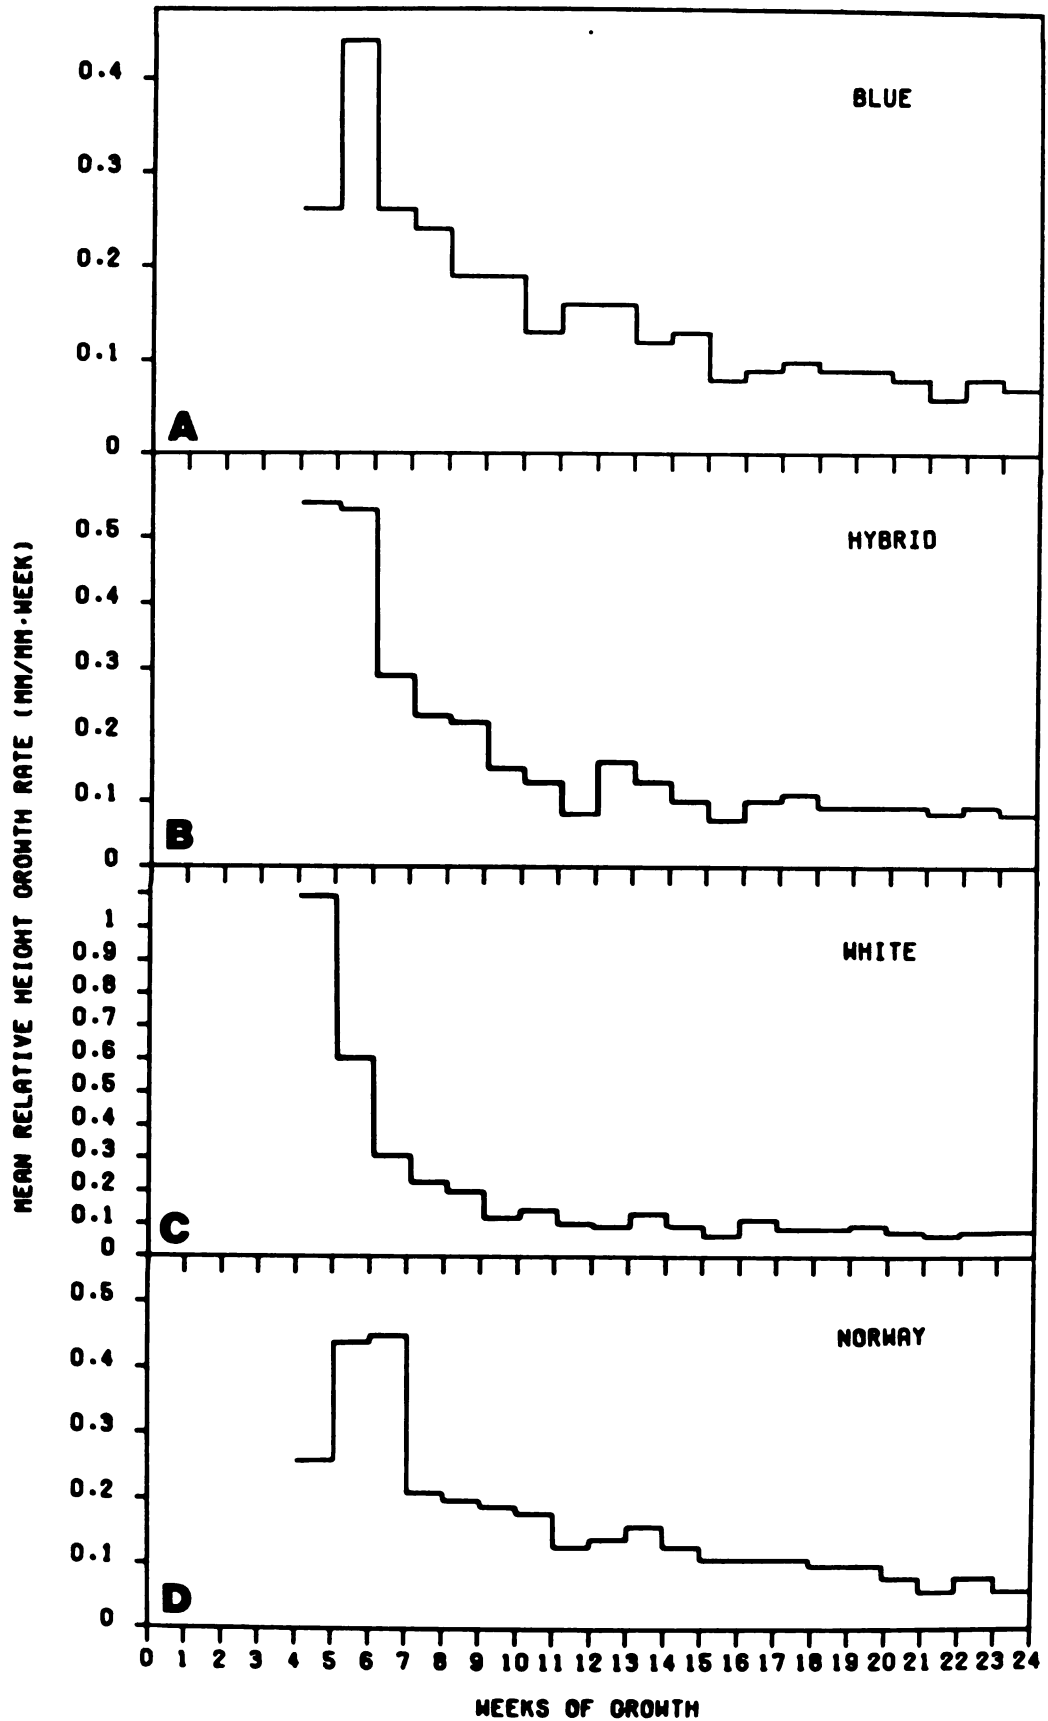 MEAN RELATIVE HEIGHT GROWTH RATE (MM/MM·WEEK)
0.4
BLUE
0.3
0.2
0.1
A
0
0.5
HYBRID
0.4
0.3
0.2
0.1
B
0
1
0.9
WHITE
0.8
0.7
0.6
0.5
0.4
0.3
0.2
0.1
C
0
0.5
NORWAY
0.4
0.3
0.2
0.1
D
0
0 1 2 3 4 5 6 7 8 9 10 11 12 13 14 15 16 17 18 19 20 21 22 23 24
WEEKS OF GROWTH